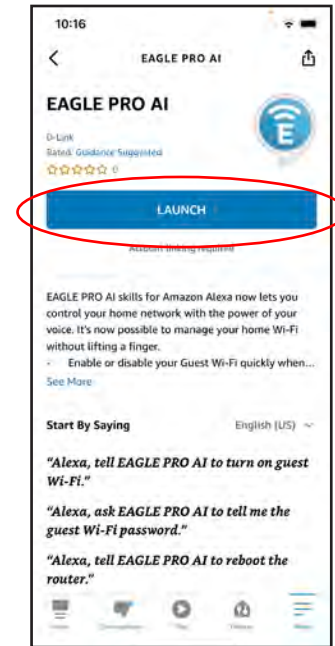 10:16
EAGLE PRO AI
EAGLE PRO AI
D-Link
Rated: Guidance Suggested
0
E
LAUNCH
Account linking required
EAGLE PRO AI skills for Amazon Alexa now lets you
control your home network with the power of your
voice. It's now possible to manage your home Wi-Fi
without lifting a finger.
- Enable or disable your Guest Wi-Fi quickly when...
See More
Start By Saying English (US)
"Alexa, tell EAGLE PRO AI to turn on guest
Wi-Fi."
"Alexa, ask EAGLE PRO AI to tell me the
guest Wi-Fi password."
"Alexa, tell EAGLE PRO AI to reboot the
router."